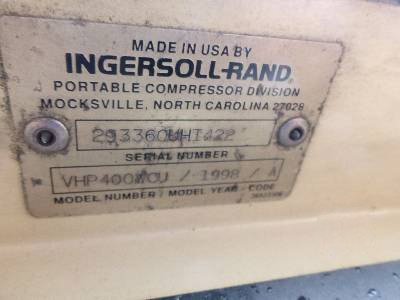 MADE IN USA BY
INGERSOLL-RAND
PORTABLE COMPRESSOR DIVISION
MOCKSVILLE, NORTH CAROLINA 27028
SERIAL NUMBER
/ 1998 / A
MODEL NUMBER / MODEL YEAR - CODE